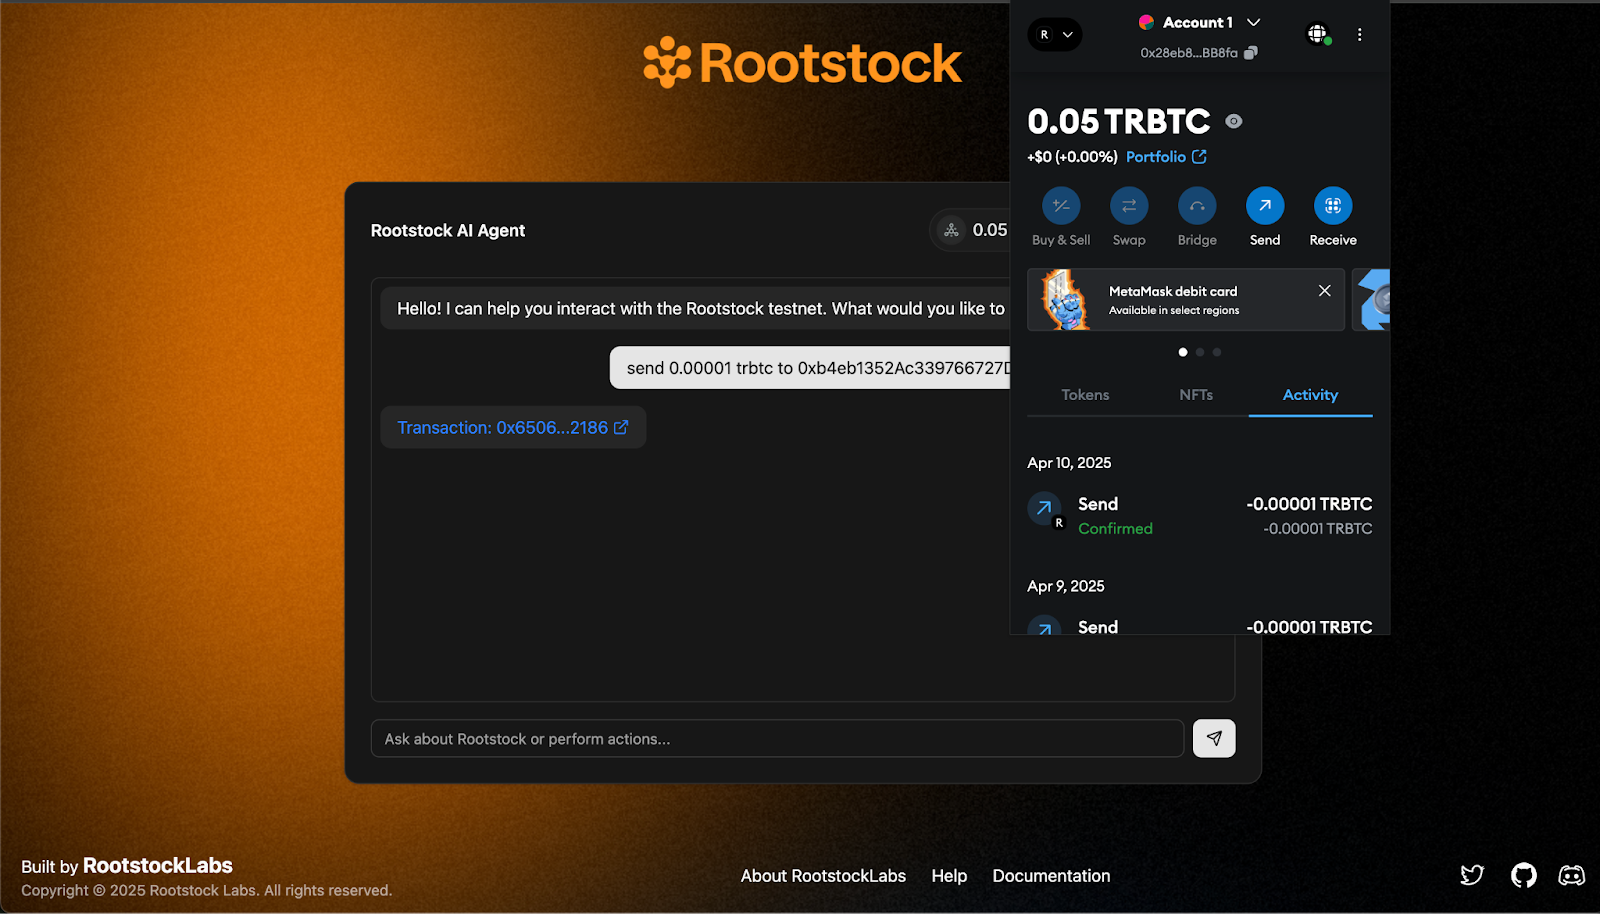 Rootstock
Rootstock AI Agent
0.05
Hello! I can help you interact with the Rootstock testnet. What would you like to
send 0.00001 trbtc to 0xb4eb1352Ac339766727
Transaction: 0x6506...2186
Ask about Rootstock or perform actions...
R
Account 1
0x28eb8...BB8fa
0.05 TRBTC
+$0 (+0.00%) Portfolio
Buy & Sell
Swap
Bridge
Send
Receive
MetaMask debit card
Available in select regions
Tokens
NFTs
Activity
Apr 10, 2025
Send
-0.00001 TRBTC
R
Confirmed
-0.00001 TRBTC
Apr 9, 2025
Send
-0.00001 TRBTC
Built by RootstockLabs
Copyright © 2025 Rootstock Labs. All rights reserved.
About RootstockLabs
Help
Documentation